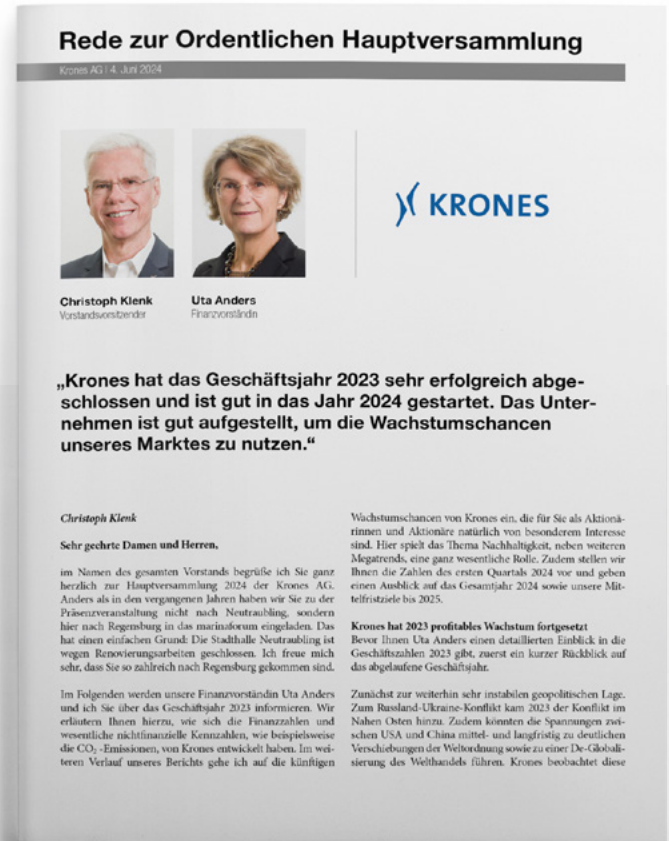 Rede zur Ordentlichen Hauptversammlung
Krones AG | 4. Juni 2024
KRONES
Christoph Klenk
Vorstandsvorsitzender
Uta Anders
Finanzvorständin
„Krones hat das Geschäftsjahr 2023 sehr erfolgreich abge-
schlossen und ist gut in das Jahr 2024 gestartet. Das Unter-
nehmen ist gut aufgestellt, um die Wachstumschancen
unseres Marktes zu nutzen.“
Christoph Klenk
Sehr geehrte Damen und Herren,
im Namen des gesamten Vorstands begrüße ich Sie ganz
herzlich zur Hauptversammlung 2024 der Krones AG.
Anders als in den vergangenen Jahren haben wir Sie zu der
Präsenzveranstaltung nicht nach Neutraubling, sondern
hier nach Regensburg in das marinaforum eingeladen. Das
hat einen einfachen Grund: Die Stadthalle Neutraubling ist
wegen Renovierungsarbeiten geschlossen. Ich freue mich
sehr, dass Sie so zahlreich nach Regensburg gekommen sind.
Im Folgenden werden unsere Finanzvorständin Uta Anders
und ich Sie über das Geschäftsjahr 2023 informieren. Wir
erläutern Ihnen hierzu, wie sich die Finanzzahlen und
wesentliche nichtfinanzielle Kennzahlen, wie beispielsweise
die CO₂-Emissionen, von Krones entwickelt haben. Im wei-
teren Verlauf unseres Berichts gehe ich auf die künftigen
Wachstumschancen von Krones ein, die für Sie als Aktionä-
rinnen und Aktionäre natürlich von besonderem Interesse
sind. Hier spielt das Thema Nachhaltigkeit, neben weiteren
Megatrends, eine ganz wesentliche Rolle. Zudem stellen wir
Ihnen die Zahlen des ersten Quartals 2024 vor und geben
einen Ausblick auf das Gesamtjahr 2024 sowie unsere Mit-
telfristziele bis 2025.
Krones hat 2023 profitables Wachstum fortgesetzt
Bevor Ihnen Uta Anders einen detaillierten Einblick in die
Geschäftszahlen 2023 gibt, zuerst ein kurzer Rückblick auf
das abgelaufene Geschäftsjahr.
Zunächst zur weiterhin sehr instabilen geopolitischen Lage.
Zum Russland-Ukraine-Konflikt kam 2023 der Konflikt im
Nahen Osten hinzu. Zudem könnten die Spannungen zwi-
schen USA und China mittel- und langfristig zu deutlichen
Verschiebungen der Weltordnung sowie zu einer De-Globali-
sierung des Welthandels führen. Krones beobachtet diese